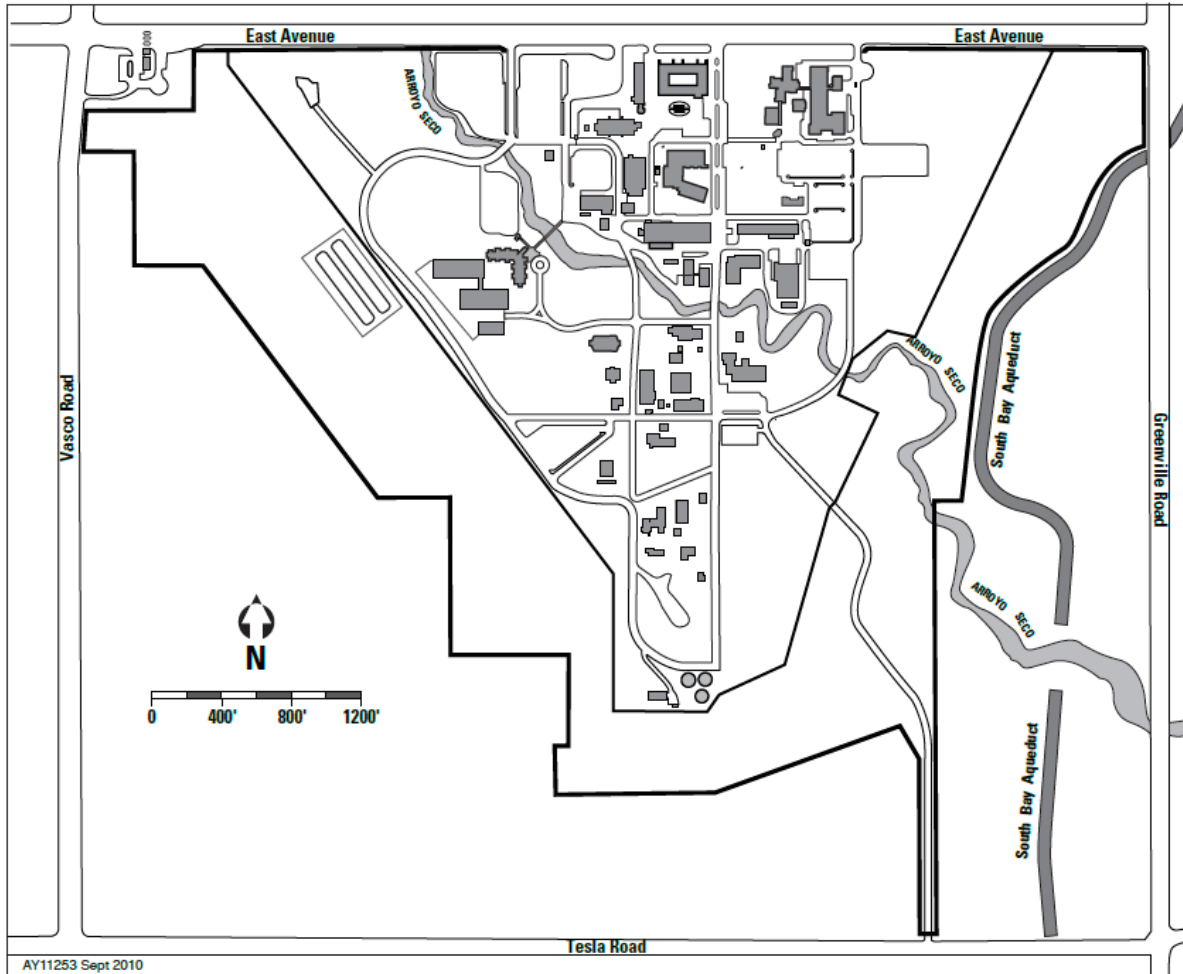 East Avenue
East Avenue
ARROYO SECO
ARROYO SECO
South Bay Aqueduct
Vasco Road
Greenville Road
ARROYO SECO
N
0 400' 800' 1200'
South Bay Aqueduct
Tesla Road
AY11253 Sept 2010